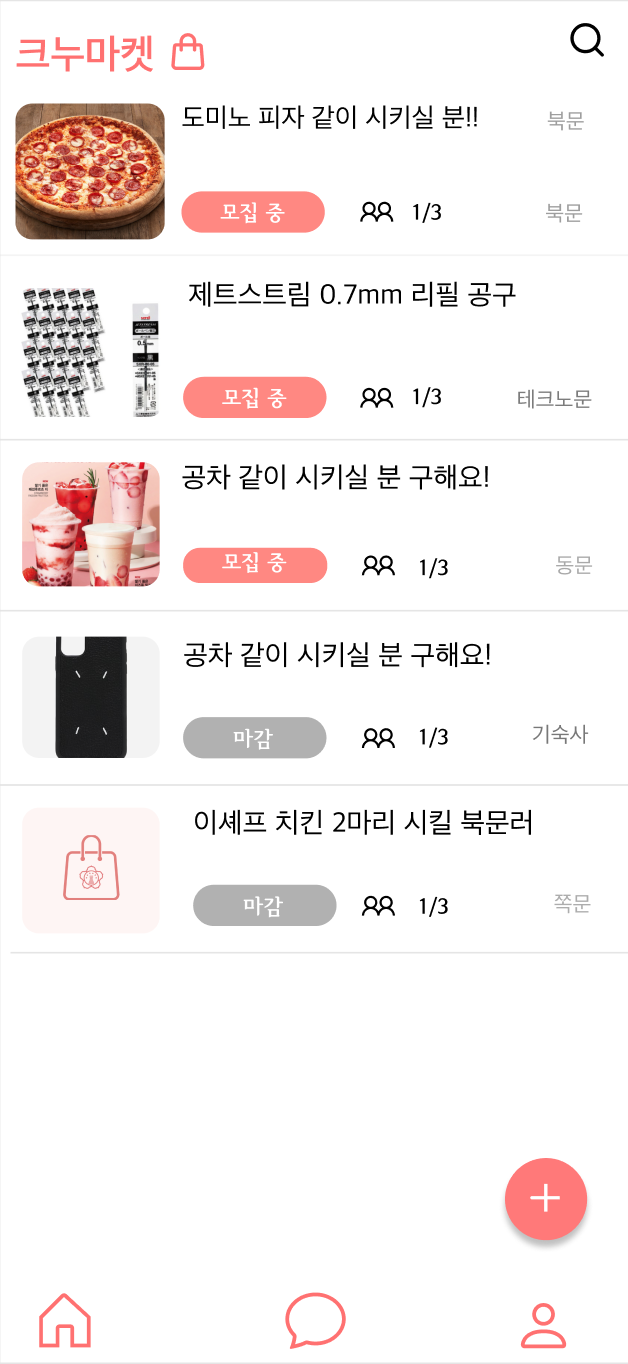 크누마켓
도미노 피자 같이 시키실 분!!
북문
모집 중
1/3
북문
제트스트림 0.7mm 리필 공구
0.5
모집 중
1/3
테크노문
공차 같이 시키실 분 구해요!
모집 중
1/3
동문
공차 같이 시키실 분 구해요!
마감
1/3
기숙사
이셰프 치킨 2마리 시킬 북문러
마감
1/3
쪽문